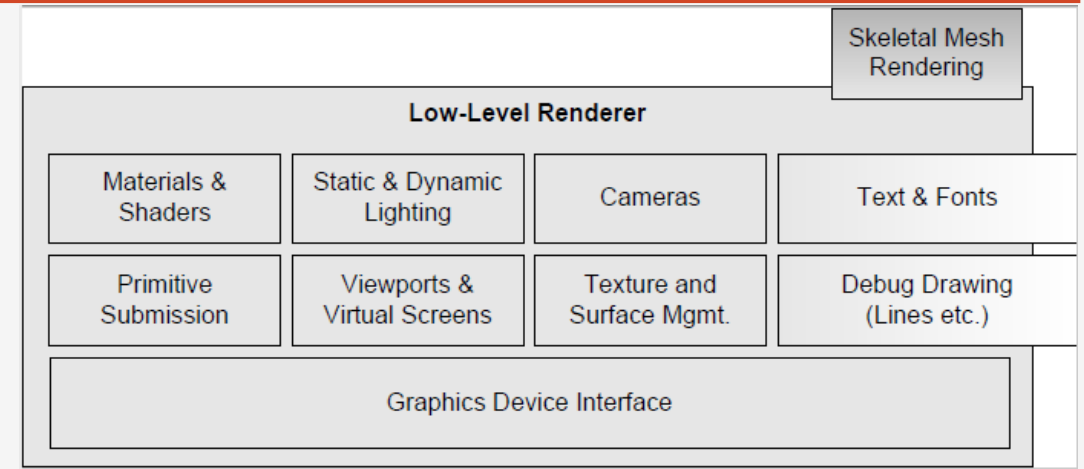 Skeletal Mesh
Rendering
Low-Level Renderer
Materials &
Shaders
Static & Dynamic
Lighting
Cameras
Text & Fonts
Primitive
Submission
Viewports &
Virtual Screens
Texture and
Surface Mgmt.
Debug Drawing
(Lines etc.)
Graphics Device Interface